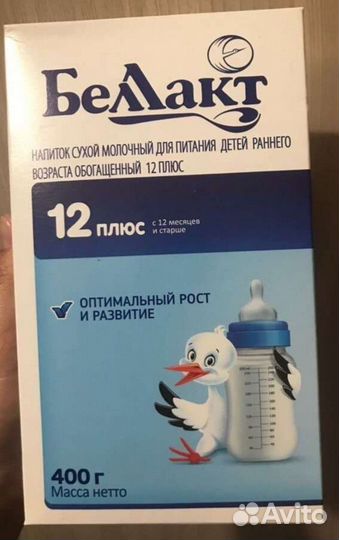 БЕЛЛАКТ
НАПИТОК СУХОЙ МОЛОЧНЫЙ ДЛЯ ПИТАНИЯ ДЕТЕЙ РАННЕГО
ВОЗРАСТА ОБОГАЩЕННЫЙ 12 ПЛЮС
12 ПЛЮС
с 12 месяцев
и старше
ОПТИМАЛЬНЫЙ РОСТ
И РАЗВИТИЕ
400 г
Масса нетто
Avito